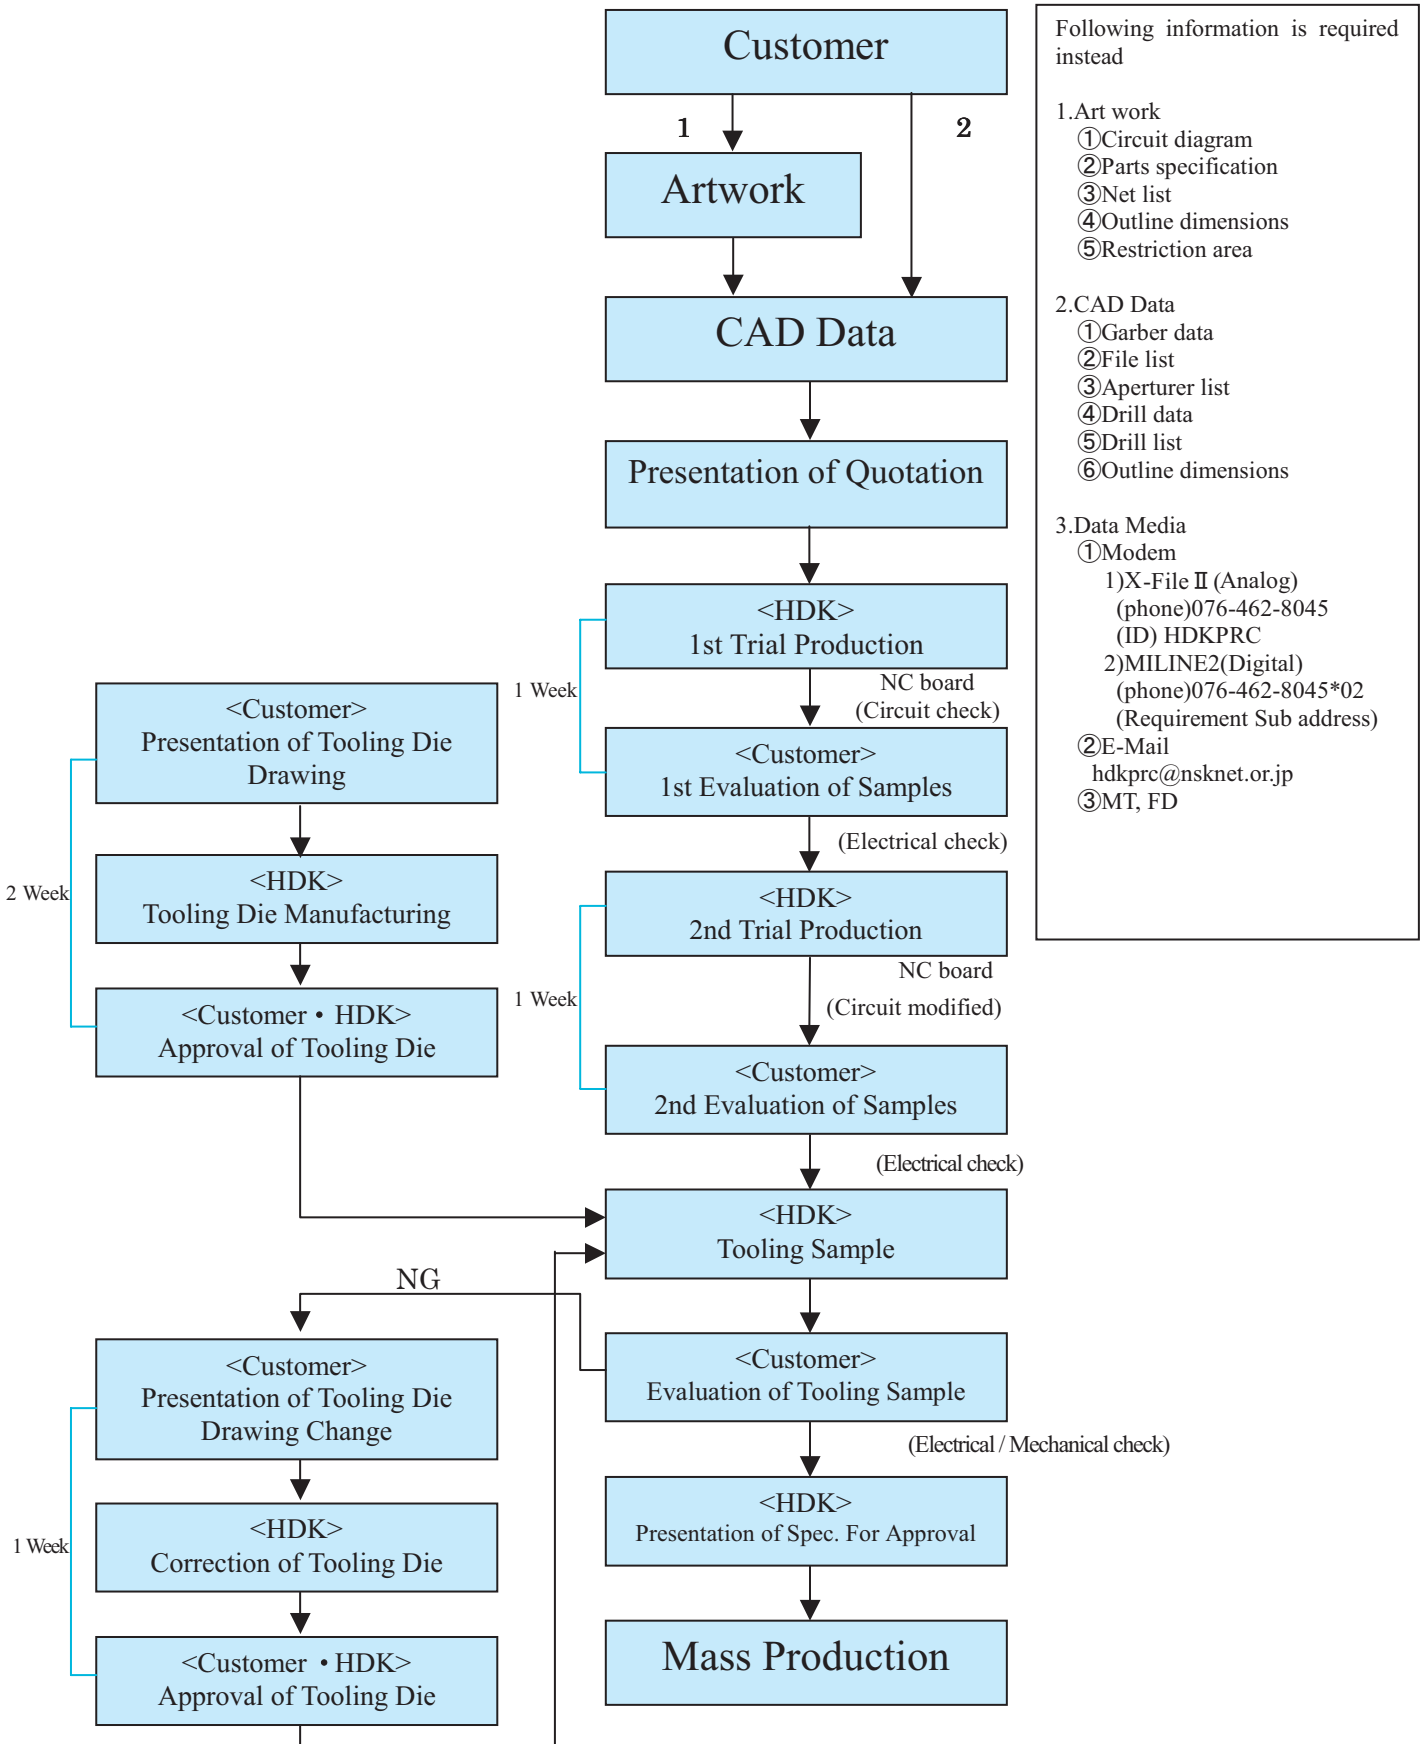 Customer
1
2
Artwork
CAD Data
Presentation of Quotation
<HDK>
1st Trial Production
1 Week
NC board
(Circuit check)
<Customer>
1st Evaluation of Samples
(Electrical check)
<HDK>
2nd Trial Production
1 Week
NC board
(Circuit modified)
<Customer>
2nd Evaluation of Samples
(Electrical check)
<Customer>
Presentation of Tooling Die
Drawing
2 Week
<HDK>
Tooling Die Manufacturing
<Customer・HDK>
Approval of Tooling Die
<HDK>
Tooling Sample
NG
<Customer>
Evaluation of Tooling Sample
(Electrical / Mechanical check)
<HDK>
Presentation of Spec. For Approval
Mass Production
<Customer>
Presentation of Tooling Die
Drawing Change
1 Week
<HDK>
Correction of Tooling Die
<Customer ・HDK>
Approval of Tooling Die
Following information is required
instead
1.Art work
①Circuit diagram
②Parts specification
③Net list
④Outline dimensions
⑤Restriction area
2.CAD Data
①Garber data
②File list
③Aperturer list
④Drill data
⑤Drill list
⑥Outline dimensions
3.Data Media
①Modem
1)X-FileⅡ(Analog)
(phone)076-462-8045
(ID) HDKPRC
2)MILINE2(Digital)
(phone)076-462-8045*02
(Requirement Sub address)
②E-Mail
hdkprc@nsknet.or.jp
③MT, FD